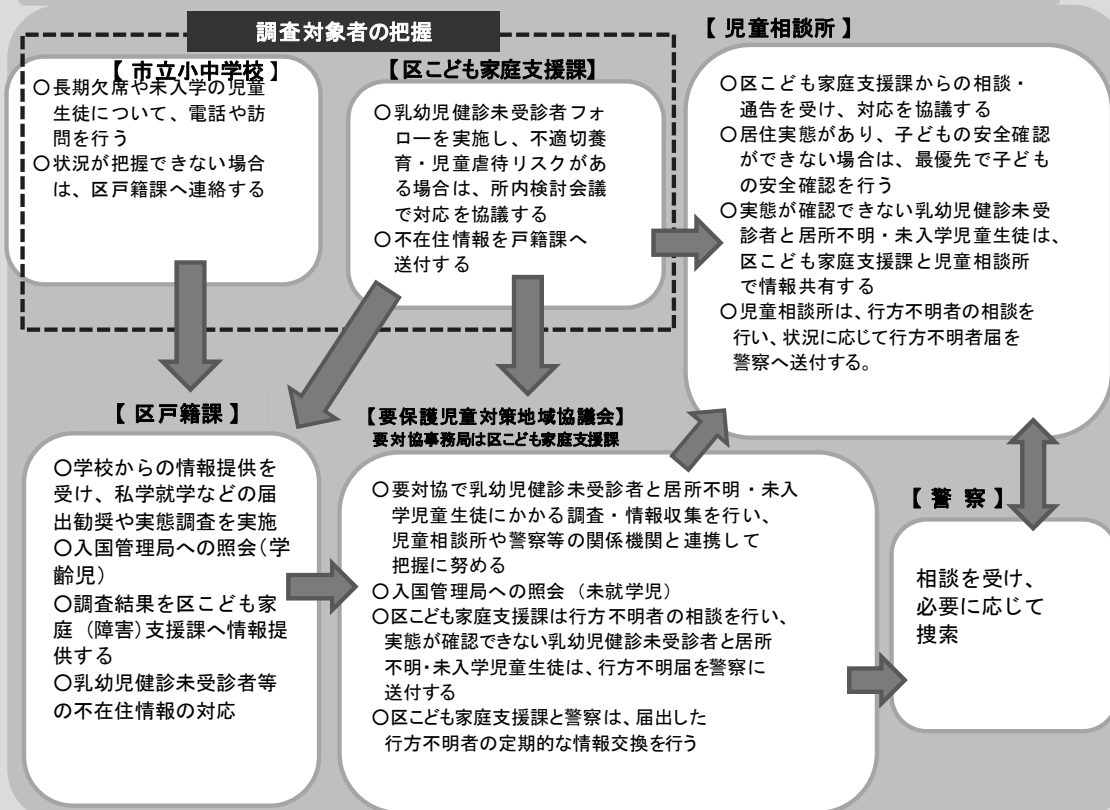 調査対象者の把握
【 市立小中学校 】
〇長期欠席や未入学の児童
生徒について、電話や訪
問を行う
〇状況が把握できない場合
は、区戸籍課へ連絡する
【区こども家庭支援課】
〇乳幼児健診未受診者フォ
ローを実施し、不適切養
育・児童虐待リスクがあ
る場合は、所内検討会議
で対応を協議する
〇不在住情報を戸籍課へ
送付する
【 児童相談所 】
〇区こども家庭支援課からの相談・
通告を受け、対応を協議する
〇居住実態があり、子どもの安全確認
ができない場合は、最優先で子ども
の安全確認を行う
〇実態が確認できない乳幼児健診未受
診者と居所不明・未入学児童生徒は、
区こども家庭支援課と児童相談所
で情報共有する
〇児童相談所は、行方不明者の相談を
行い、状況に応じて行方不明者届を
警察へ送付する。
【 区戸籍課 】
〇学校からの情報提供を
受け、私学就学などの届
出勧奨や実態調査を実施
〇入国管理局への照会(学
齢児)
〇調査結果を区こども家
庭（障害)支援課へ情報提
供する
〇乳幼児健診未受診者等
の不在住情報の対応
【要保護児童対策地域協議会】
要対協事務局は区こども家庭支援課
〇要対協で乳幼児健診未受診者と居所不明・未入
学児童生徒にかかる調査・情報収集を行い、
児童相談所や警察等の関係機関と連携して
把握に努める
〇入国管理局への照会（未就学児）
〇区こども家庭支援課は行方不明者の相談を行い、
実態が確認できない乳幼児健診未受診者と居所
不明・未入学児童生徒は、行方不明届を警察に
送付する
〇区こども家庭支援課と警察は、届出した
行方不明者の定期的な情報交換を行う
【 警 察 】
相談を受け、
必要に応じて
捜索